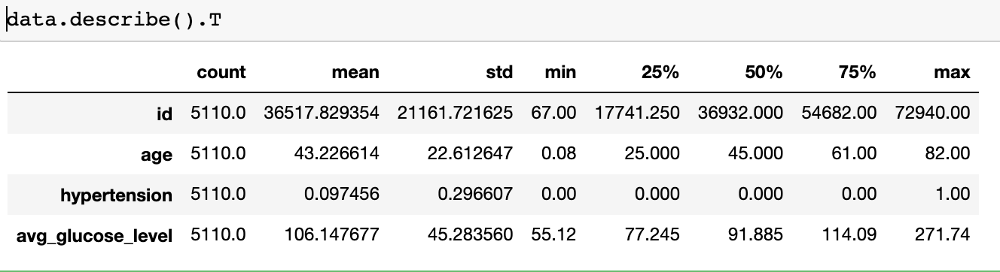 data.describe().T
count mean std min 25% 50% 75% max
id 5110.0 36517.829354 21161.721625 67.00 17741.250 36932.000 54682.00 72940.00
age 5110.0 43.226614 22.612647 0.08 25.000 45.000 61.00 82.00
hypertension 5110.0 0.097456 0.296607 0.00 0.000 0.000 0.00 1.00
avg_glucose_level 5110.0 106.147677 45.283560 55.12 77.245 91.885 114.09 271.74